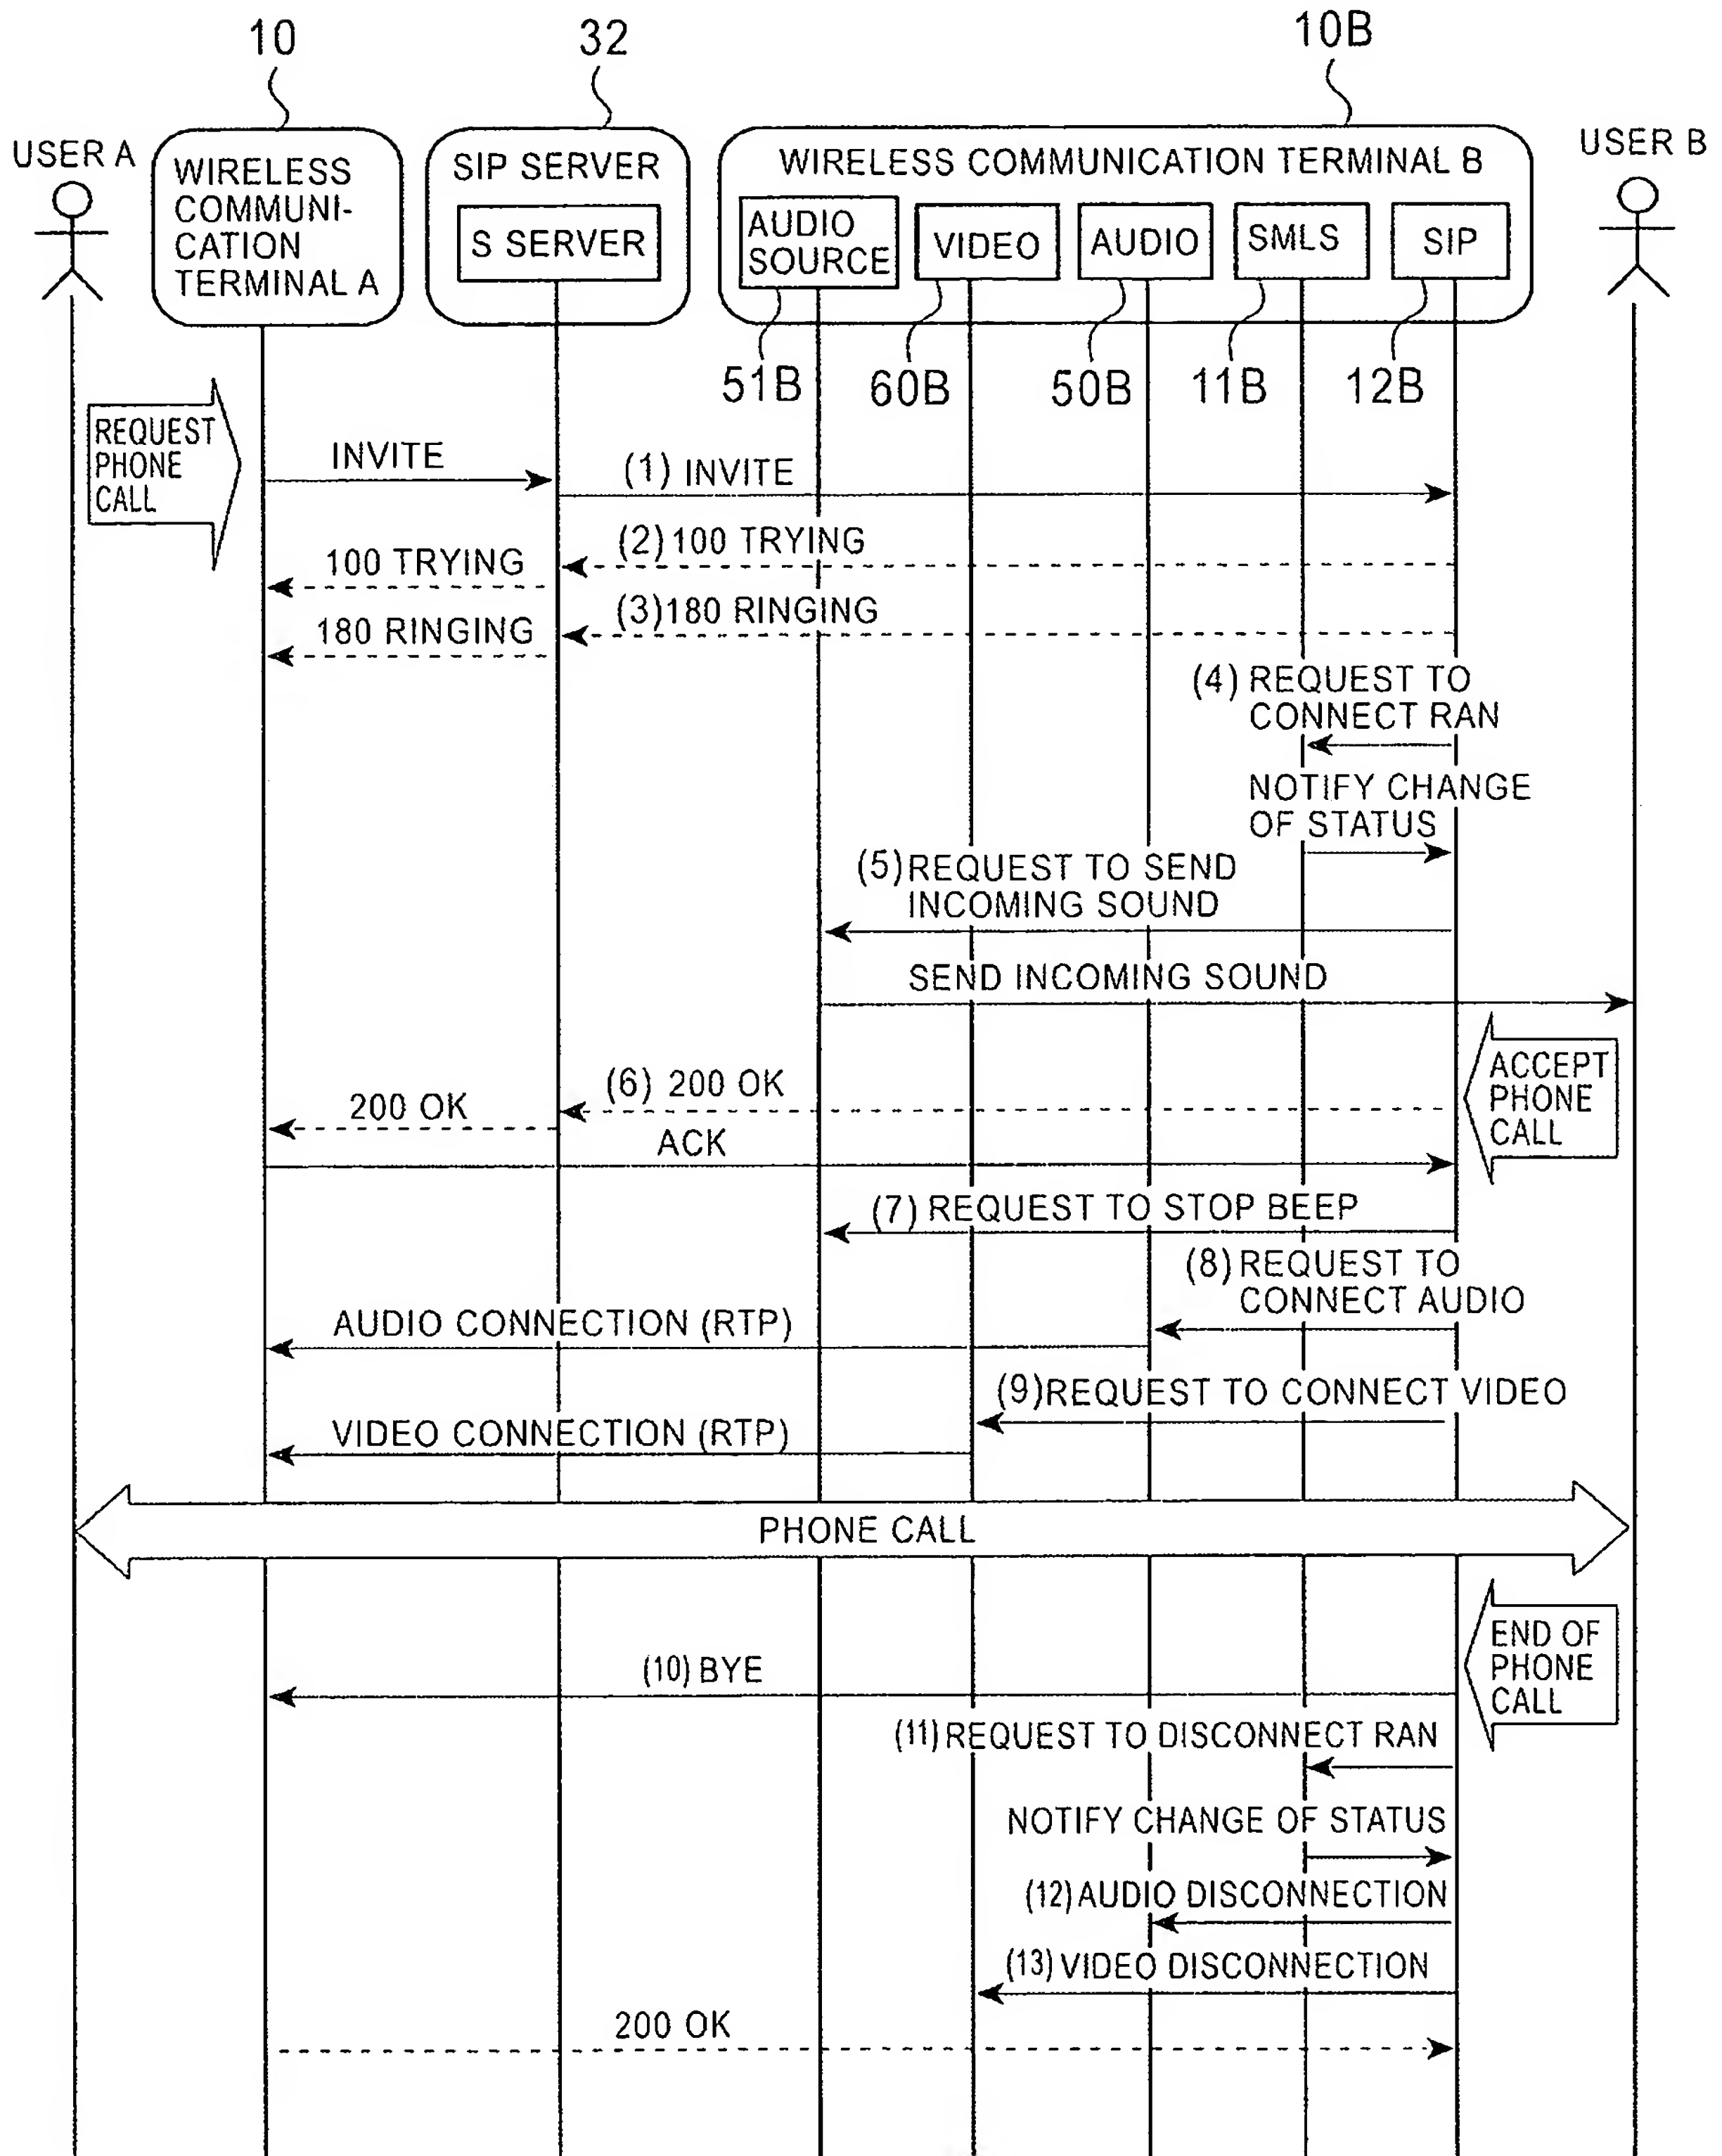 10
32
10B
USER A
WIRELESS
COMMUNI-
CATION
TERMINAL A
SIP SERVER
S SERVER
WIRELESS COMMUNICATION TERMINAL B
AUDIO
SOURCE
VIDEO
AUDIO
SMLS
SIP
USER B
51B
60B
50B
11B
12B
REQUEST
PHONE
CALL
INVITE
(1) INVITE
(2) 100 TRYING
100 TRYING
(3) 180 RINGING
180 RINGING
(4) REQUEST TO
CONNECT RAN
NOTIFY CHANGE
OF STATUS
(5) REQUEST TO SEND
INCOMING SOUND
SEND INCOMING SOUND
ACCEPT
PHONE
CALL
(6) 200 OK
200 OK
ACK
(7) REQUEST TO STOP BEEP
(8) REQUEST TO
CONNECT AUDIO
AUDIO CONNECTION (RTP)
(9) REQUEST TO CONNECT VIDEO
VIDEO CONNECTION (RTP)
PHONE CALL
END OF
PHONE
CALL
(10) BYE
(11) REQUEST TO DISCONNECT RAN
NOTIFY CHANGE OF STATUS
(12) AUDIO DISCONNECTION
(13) VIDEO DISCONNECTION
200 OK